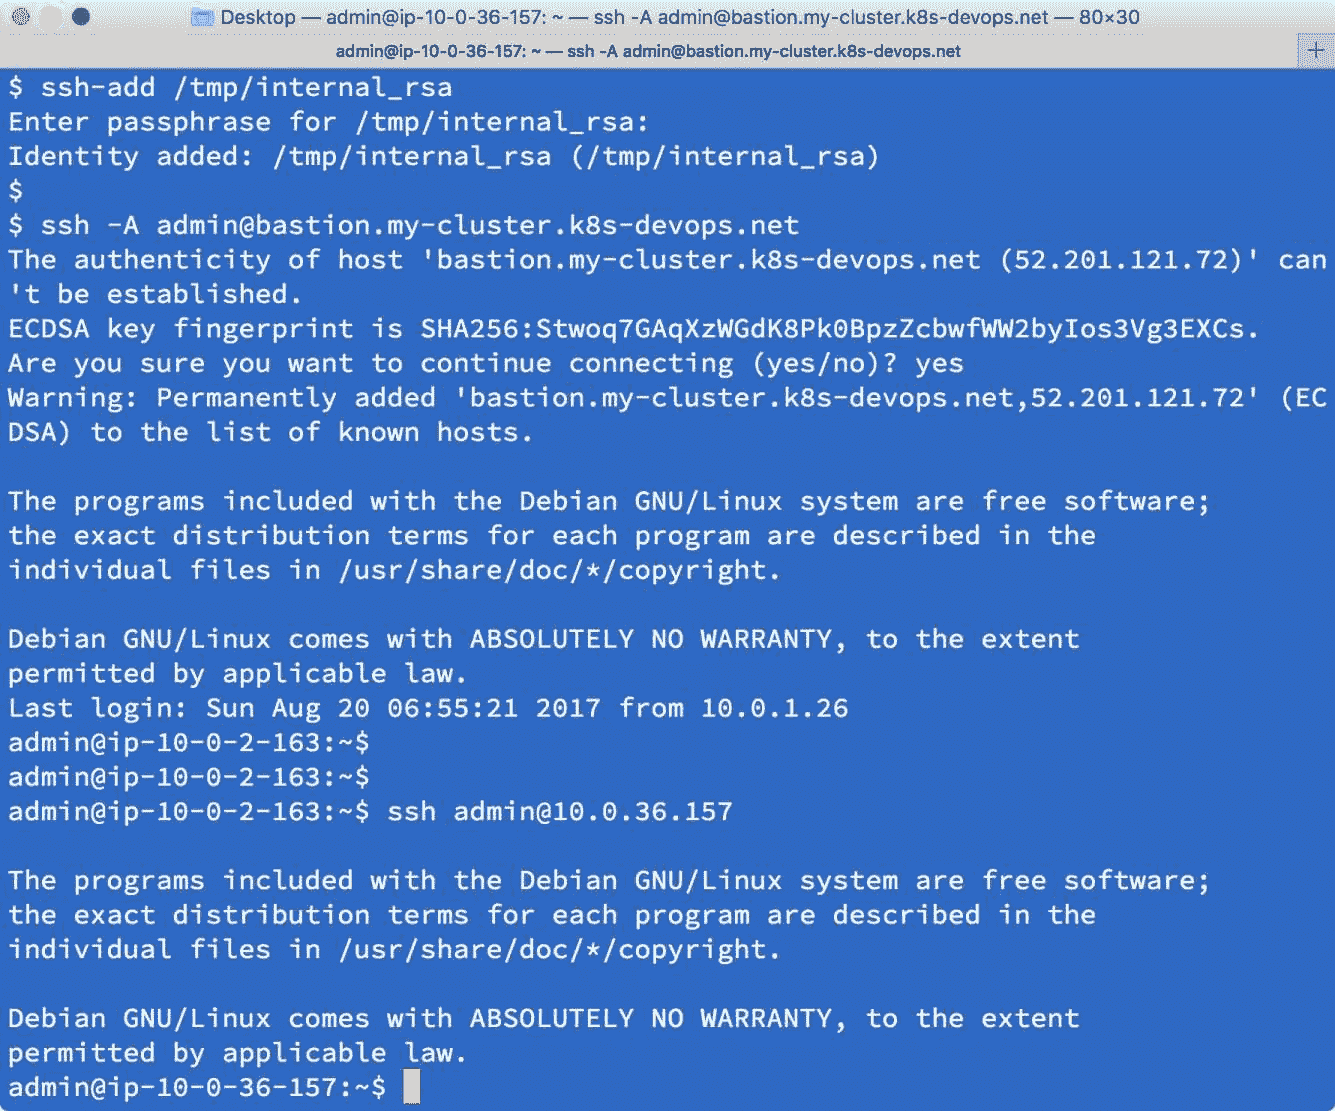 Desktop — admin@ip-10-0-36-157: ~ — ssh -A admin@bastion.my-cluster.k8s-devops.net — 80×30
admin@ip-10-0-36-157: ~ — ssh -A admin@bastion.my-cluster.k8s-devops.net
+
$ ssh-add /tmp/internal_rsa
Enter passphrase for /tmp/internal_rsa:
Identity added: /tmp/internal_rsa (/tmp/internal_rsa)
$
$ ssh -A admin@bastion.my-cluster.k8s-devops.net
The authenticity of host 'bastion.my-cluster.k8s-devops.net (52.201.121.72)' can
't be established.
ECDSA key fingerprint is SHA256:Stwoq7GAqXzWGdK8Pk0BpzZcbwfWW2byIos3Vg3EXCs.
Are you sure you want to continue connecting (yes/no)? yes
Warning: Permanently added 'bastion.my-cluster.k8s-devops.net,52.201.121.72' (EC
DSA) to the list of known hosts.

The programs included with the Debian GNU/Linux system are free software;
the exact distribution terms for each program are described in the
individual files in /usr/share/doc/*/copyright.

Debian GNU/Linux comes with ABSOLUTELY NO WARRANTY, to the extent
permitted by applicable law.
Last login: Sun Aug 20 06:55:21 2017 from 10.0.1.26
admin@ip-10-0-2-163:~$
admin@ip-10-0-2-163:~$
admin@ip-10-0-2-163:~$ ssh admin@10.0.36.157

The programs included with the Debian GNU/Linux system are free software;
the exact distribution terms for each program are described in the
individual files in /usr/share/doc/*/copyright.

Debian GNU/Linux comes with ABSOLUTELY NO WARRANTY, to the extent
permitted by applicable law.
admin@ip-10-0-36-157:~$